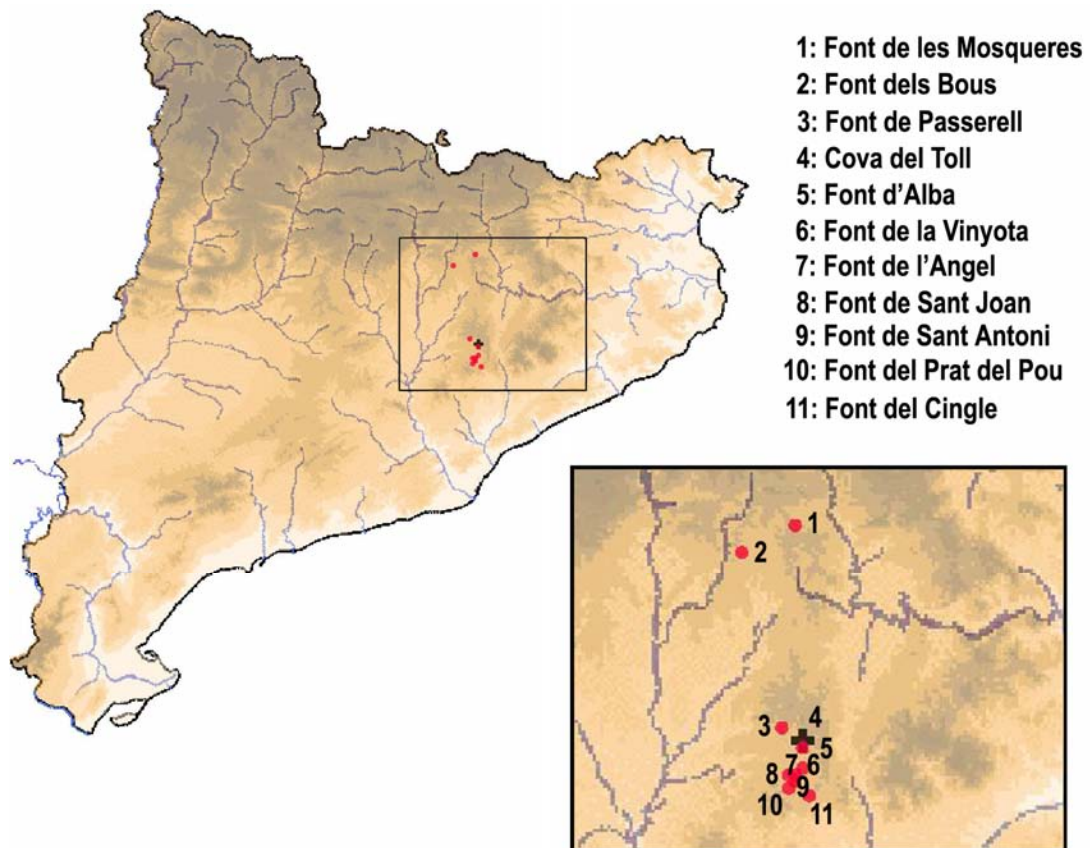 1: Font de les Mosqueres
2: Font dels Bous
3: Font de Passerell
4: Cova del Toll
5: Font d'Alba
6: Font de la Vinyota
7: Font de l'Angel
8: Font de Sant Joan
9: Font de Sant Antoni
10: Font del Prat del Pou
11: Font del Cingle
1
2
3
4
5
6
7
8
9
10
11